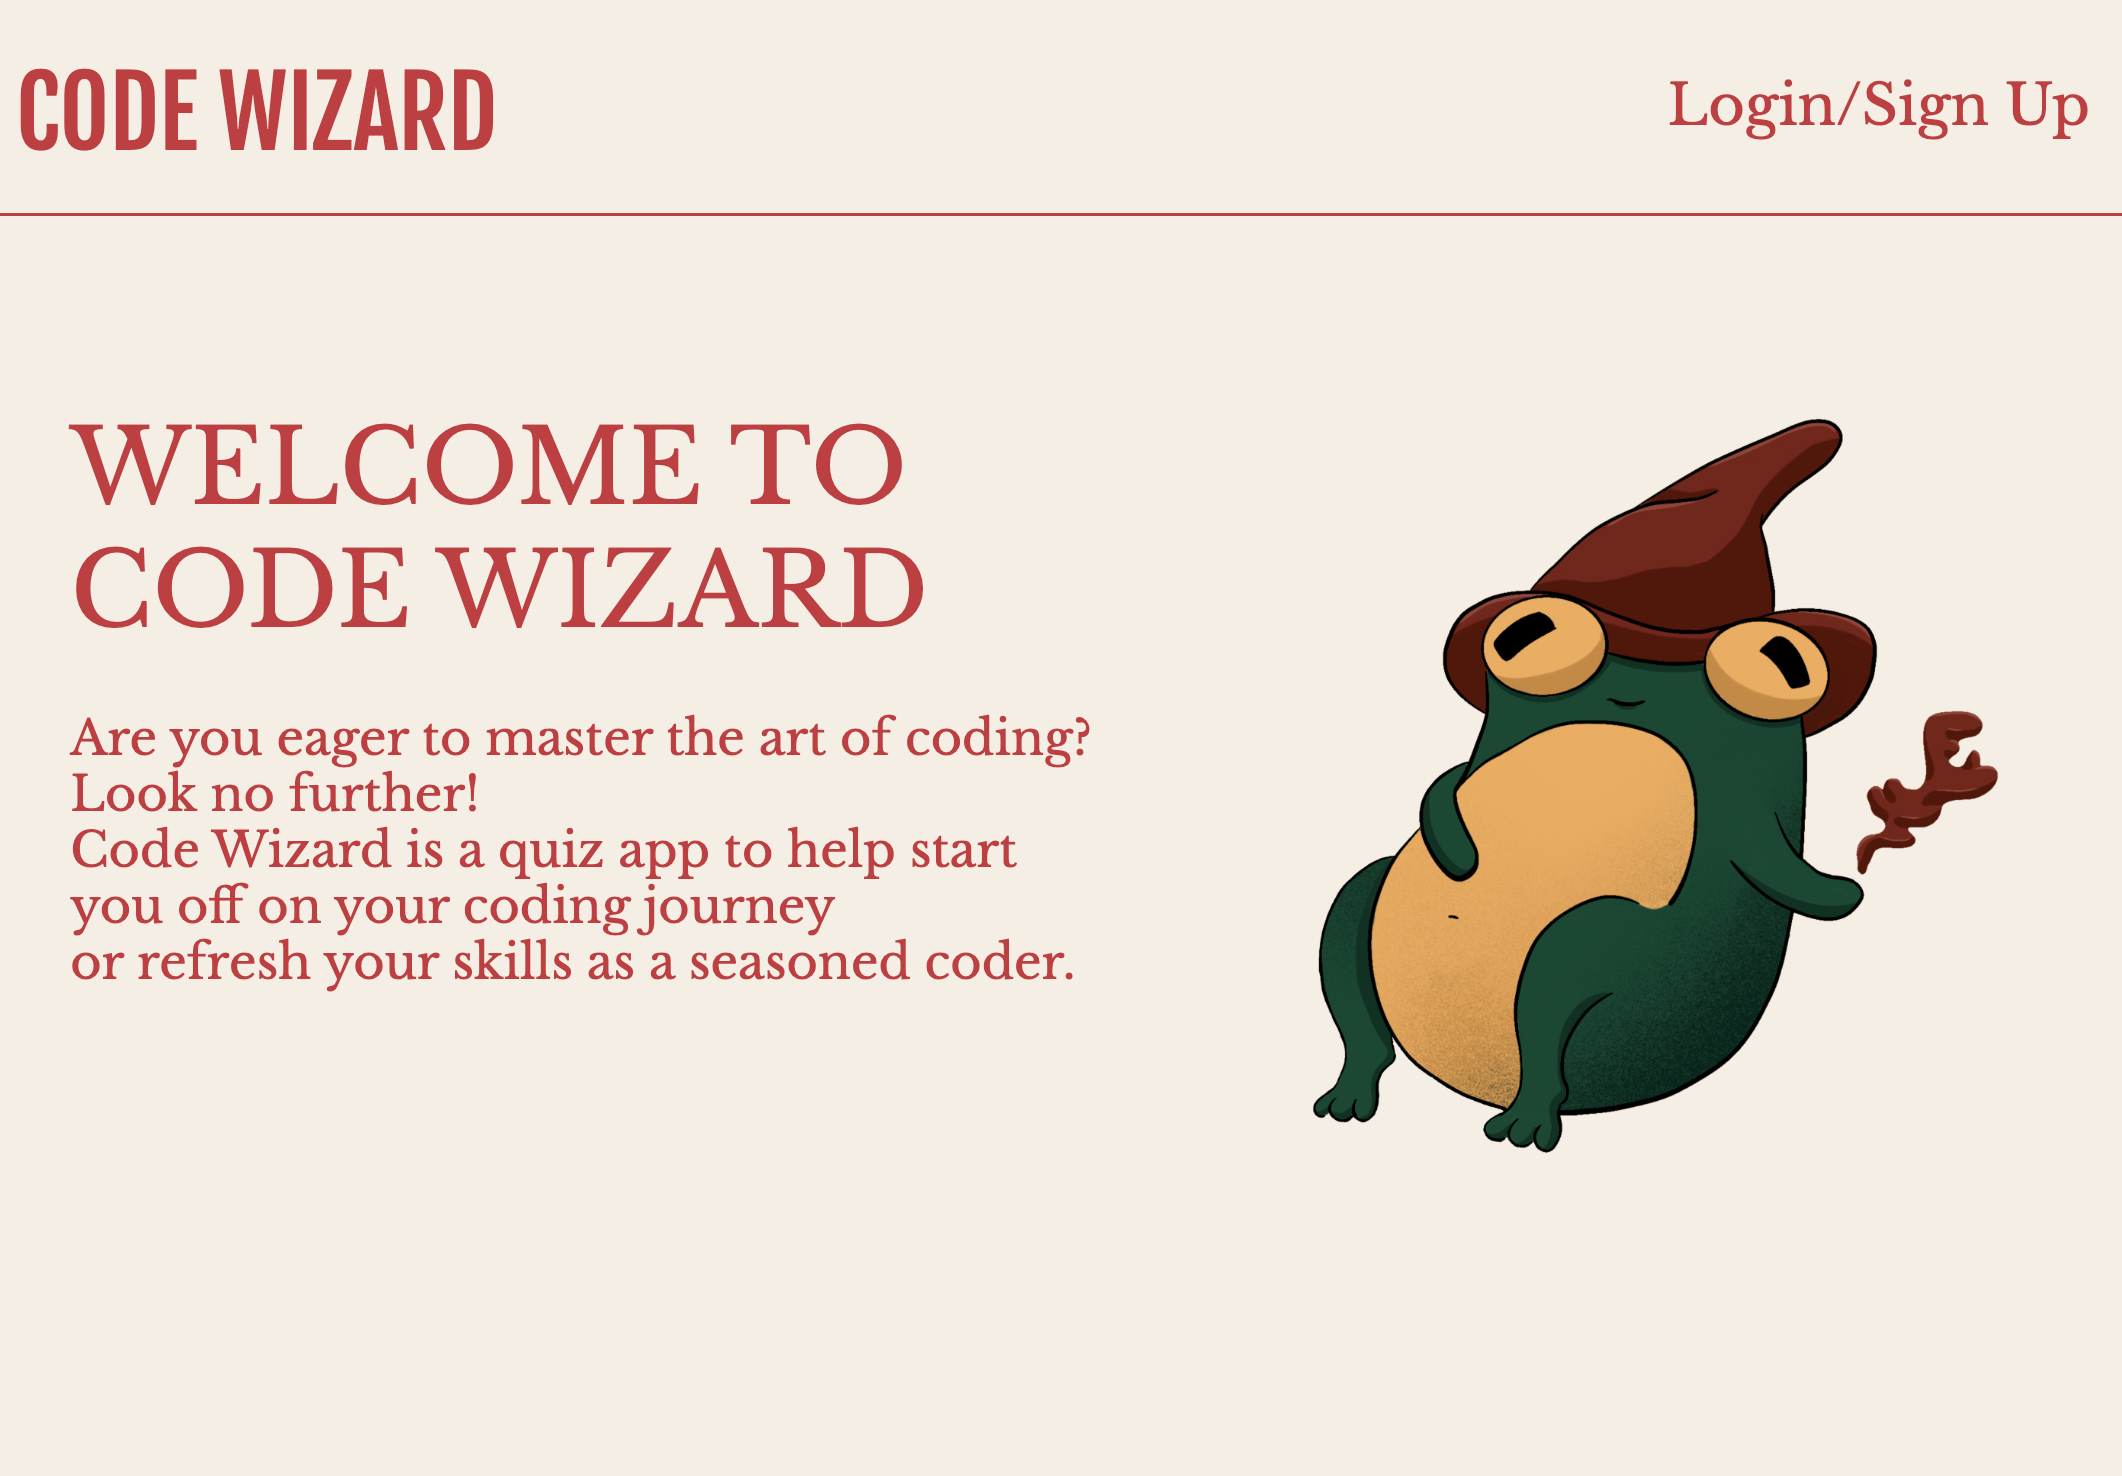 CODE WIZARD
Login/Sign Up
WELCOME TO
CODE WIZARD
Are you eager to master the art of coding?
Look no further!
Code Wizard is a quiz app to help start
you off on your coding journey
or refresh your skills as a seasoned coder.